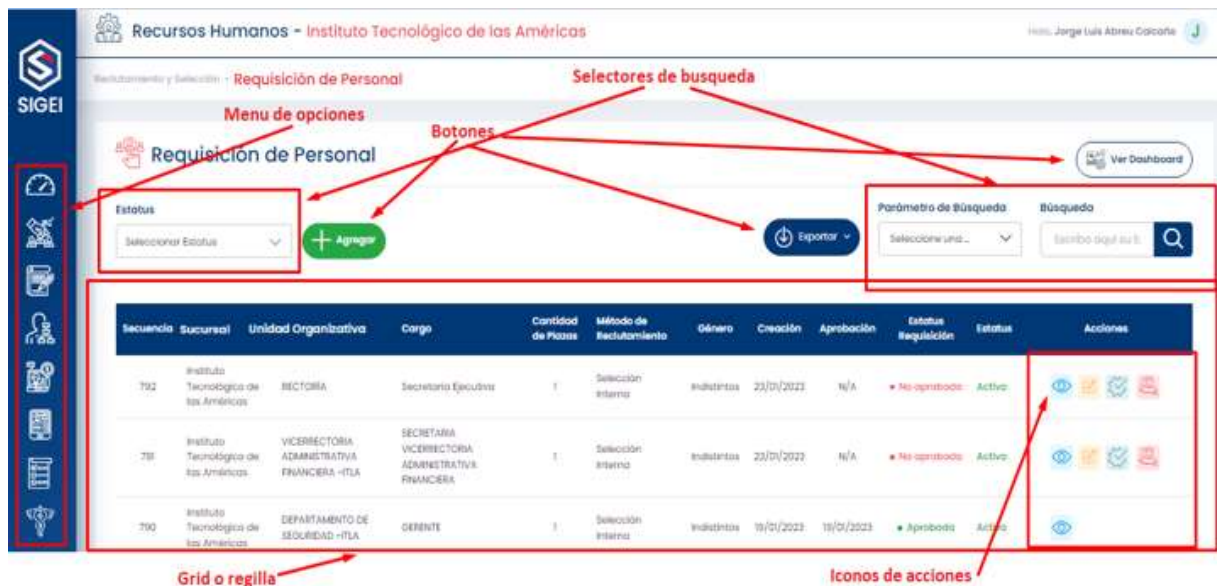 Recursos Humanos - Instituto Tecnológico de las Américas
Hola, Jorge Luis Abreu Calcaño J
SIGEI
Reclutamiento y Selección - Requisición de Personal
Selectores de busqueda
Menu de opciones
Botones
Requisición de Personal
Ver Dashboard
Estatus
Parámetro de Búsqueda
Búsqueda
Seleccionar Estatus
Agregar
Exportar
Seleccione una...
Escriba aquí su b
Secuencia Sucursal Unidad Organizativa Cargo Cantidad de Plazas Método de Reclutamiento Género Creación Aprobación Estatus Requisición Estatus Acciones
792 Instituto Tecnológico de las Américas RECTORÍA Secretaria Ejecutiva 1 Selección Interna Indistintos 23/01/2023 N/A No aprobada Activo
791 Instituto Tecnológico de las Américas VICERRECTORIA ADMINISTRATIVA FINANCIERA -ITLA SECRETARIA VICERRECTORIA ADMINISTRATIVA FINANCIERA 1 Selección Interna Indistintos 23/01/2023 N/A No aprobada Activo
790 Instituto Tecnológico de las Américas DEPARTAMENTO DE SEGURIDAD -ITLA GERENTE 1 Selección Interna Indistintos 19/01/2023 19/01/2023 Aprobada Activo
Grid o regilla
Iconos de acciones